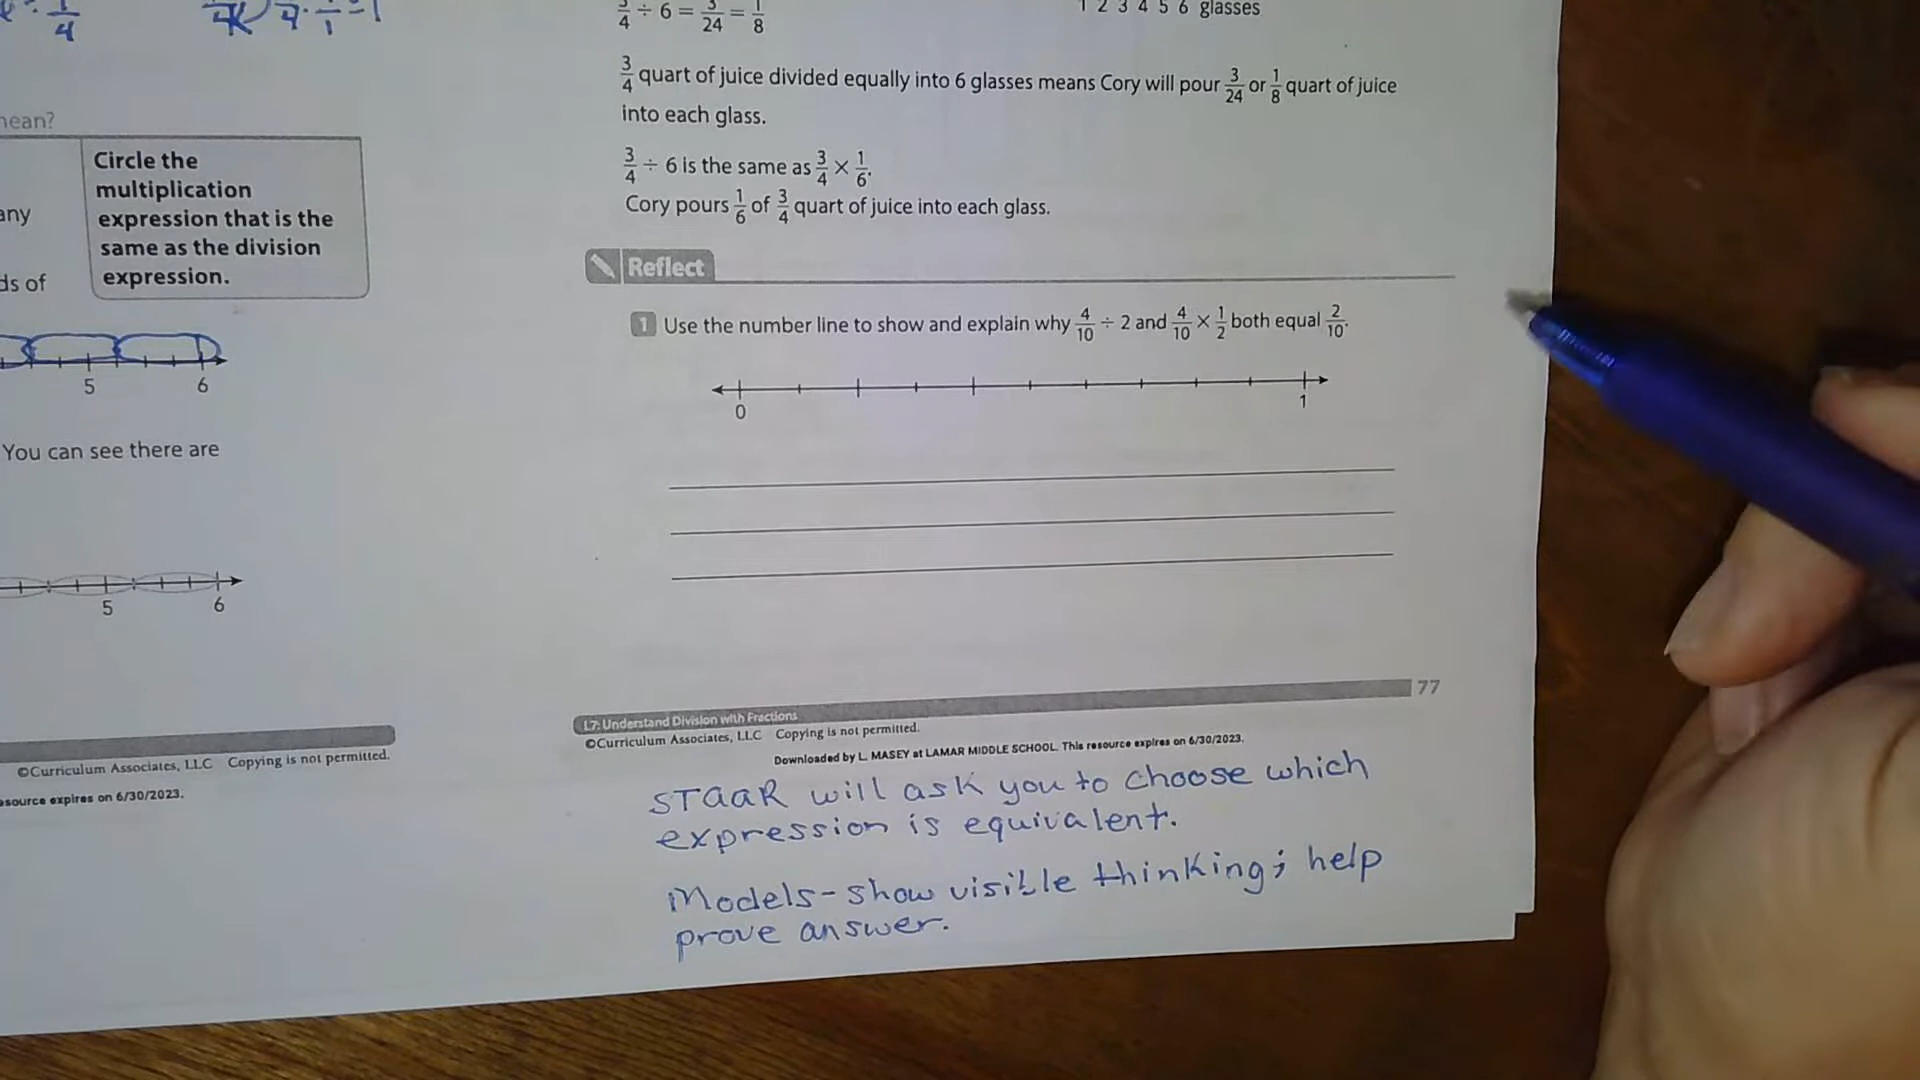 1/4
1/1 = 1
nean?
Circle the
multiplication
expression that is the
same as the division
expression.
any
ds of
5 6
You can see there are
5 6
©Curriculum Associates, LLC Copying is not permitted.
esource expires on 6/30/2023.
3/4 ÷ 6 = 3/24 = 1/8
1 2 3 4 5 6 glasses
3/4 quart of juice divided equally into 6 glasses means Cory will pour 3/24 or 1/8 quart of juice
into each glass.
3/4 ÷ 6 is the same as 3/4 × 1/6.
Cory pours 1/6 of 3/4 quart of juice into each glass.
Reflect
1 Use the number line to show and explain why 4/10 ÷ 2 and 4/10 × 1/2 both equal 2/10.
0 1
77
L7: Understand Division with Fractions
©Curriculum Associates, LLC Copying is not permitted.
Downloaded by L. MASEY at LAMAR MIDDLE SCHOOL. This resource expires on 6/30/2023.
STaaR will ask you to choose which
expression is equivalent.
Models-show visible thinking; help
prove answer.